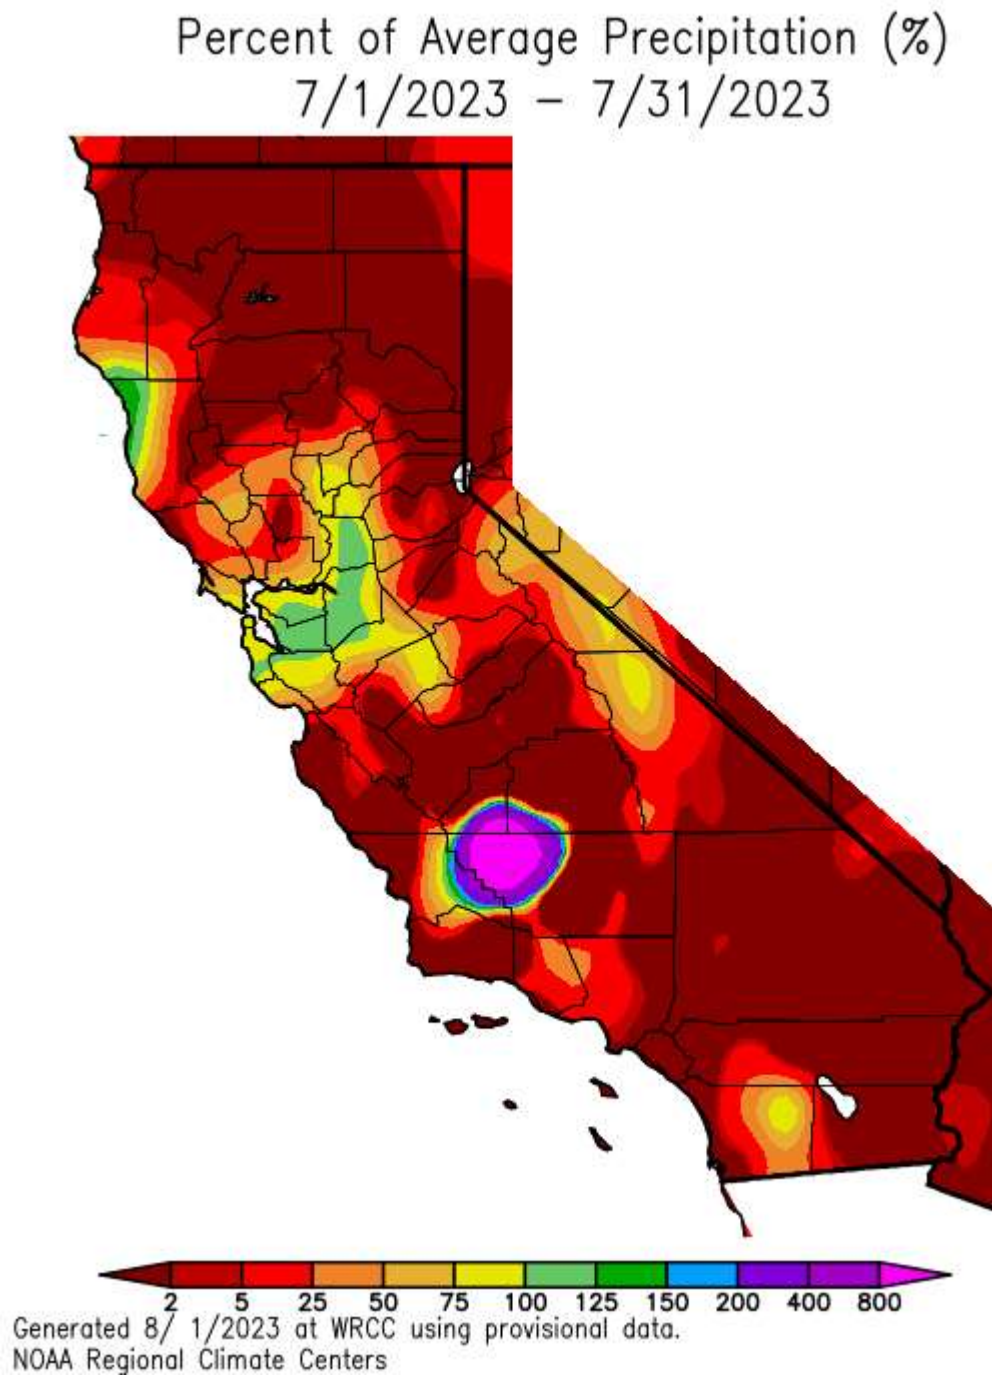 Percent of Average Precipitation (%)
7/1/2023 – 7/31/2023
2 5 25 50 75 100 125 150 200 400 800
Generated 8/ 1/2023 at WRCC using provisional data.
NOAA Regional Climate Centers